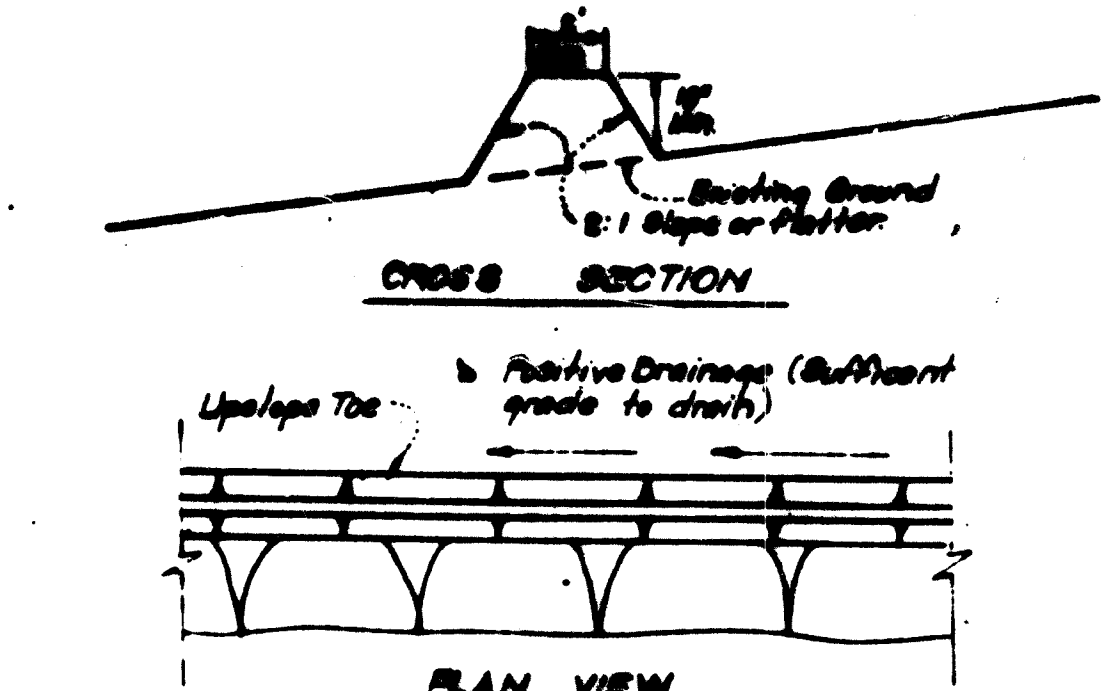 Min.
Existing Ground
2:1 Slope or flatter.
CROSS SECTION
Positive Drainage (Sufficient
grade to drain)
Upslope Toe
PLAN VIEW